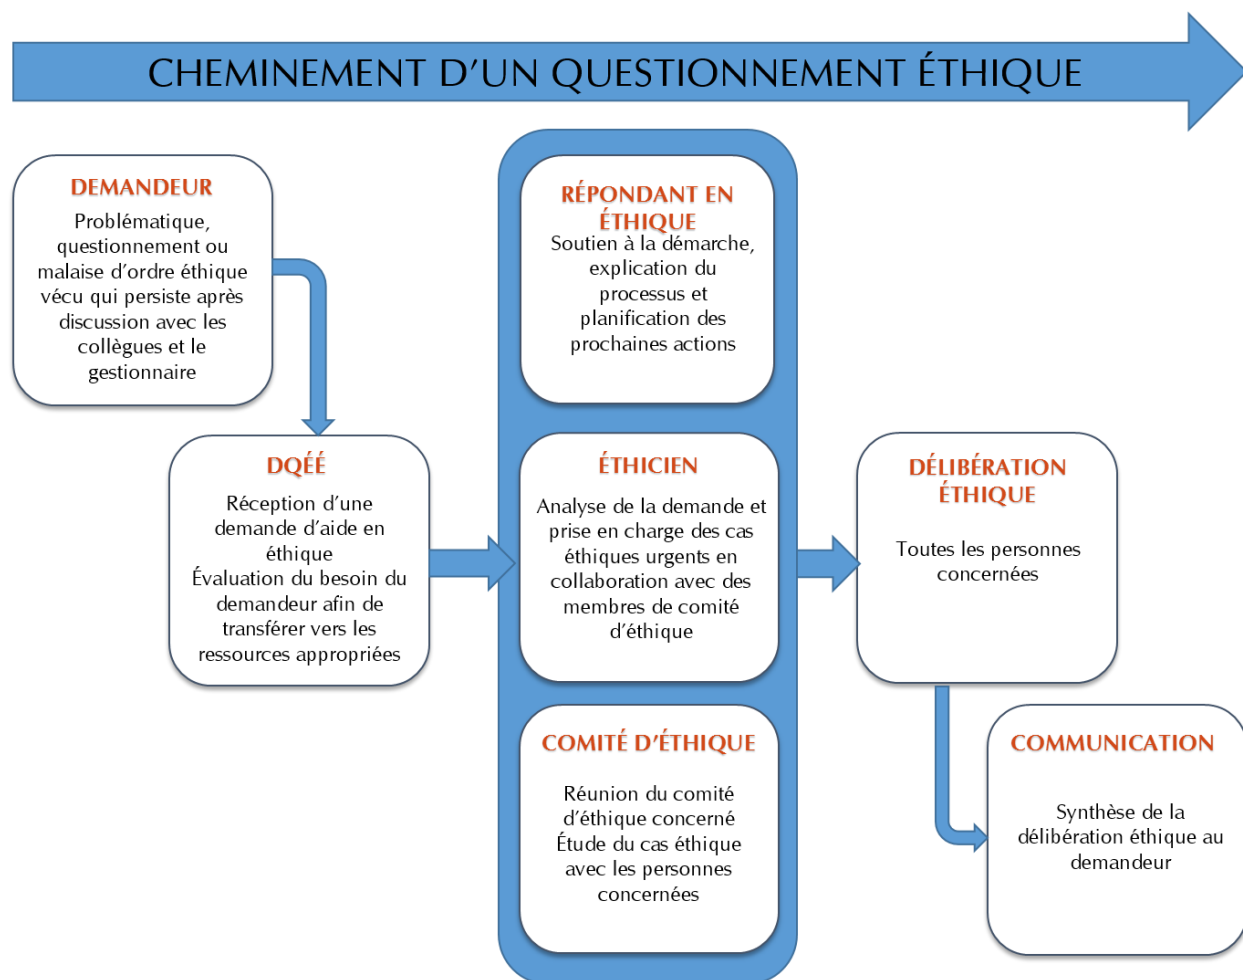 CHEMINEMENT D’UN QUESTIONNEMENT ÉTHIQUE
DEMANDEUR
Problématique,
questionnement ou
malaise d’ordre éthique
vécu qui persiste après
discussion avec les
collègues et le
gestionnaire
DQÉÉ
Réception d’une
demande d’aide en
éthique
Évaluation du besoin du
demandeur afin de
transférer vers les
ressources appropriées
RÉPONDANT EN
ÉTHIQUE
Soutien à la démarche,
explication du
processus et
planification des
prochaines actions
ÉTHICIEN
Analyse de la demande et
prise en charge des cas
éthiques urgents en
collaboration avec des
membres de comité
d’éthique
COMITÉ D’ÉTHIQUE
Réunion du comité
d’éthique concerné
Étude du cas éthique
avec les personnes
concernées
DÉLIBÉRATION
ÉTHIQUE
Toutes les personnes
concernées
COMMUNICATION
Synthèse de la
délibération éthique au
demandeur